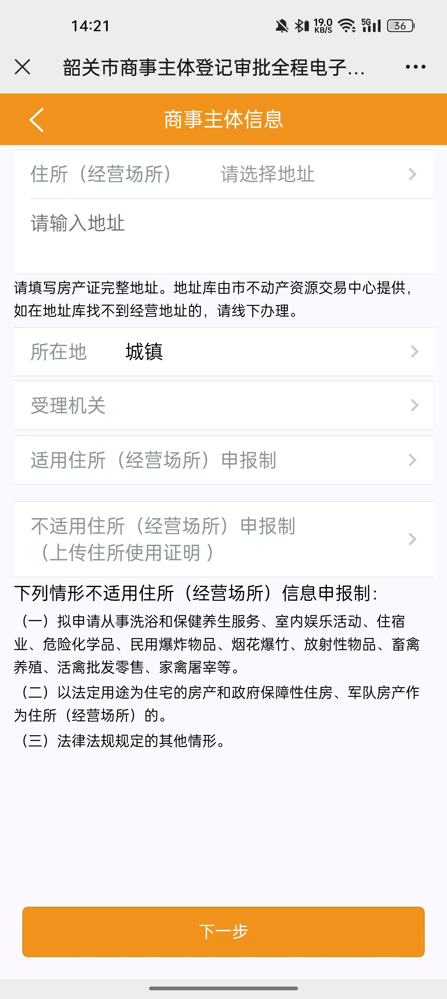 14:21
19.0
KB/S
5G
36
韶关市商事主体登记审批全程电子...
商事主体信息
住所（经营场所） 请选择地址
请输入地址
请填写房产证完整地址。地址库由市不动产资源交易中心提供，
如在地址库找不到经营地址的，请线下办理。
所在地 城镇
受理机关
适用住所（经营场所）申报制
不适用住所（经营场所）申报制
（上传住所使用证明 ）
下列情形不适用住所（经营场所）信息申报制：
（一）拟申请从事洗浴和保健养生服务、室内娱乐活动、住宿
业、危险化学品、民用爆炸物品、烟花爆竹、放射性物品、畜禽
养殖、活禽批发零售、家禽屠宰等。
（二）以法定用途为住宅的房产和政府保障性住房、军队房产作
为住所（经营场所）的。
（三）法律法规规定的其他情形。
下一步